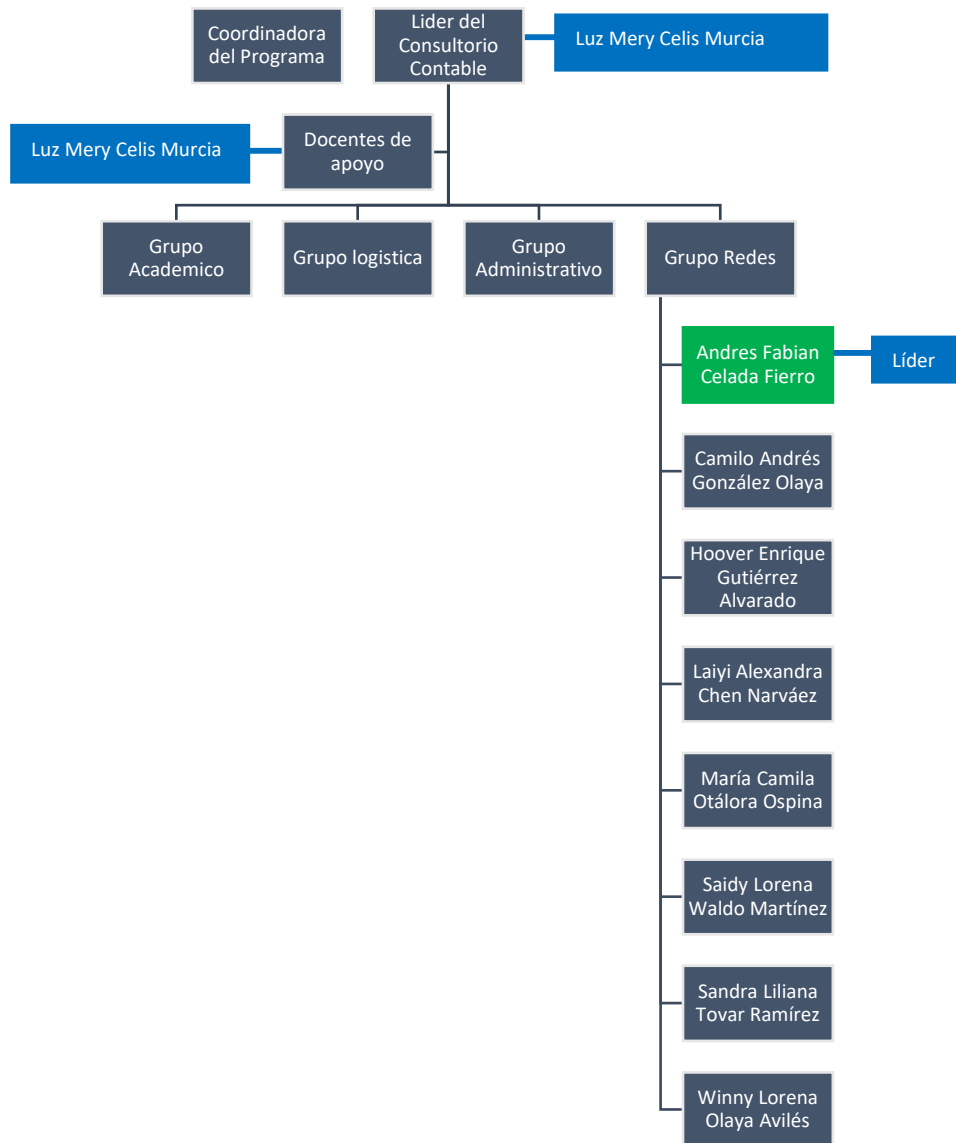 Coordinadora
del Programa
Lider del
Consultorio
Contable
Luz Mery Celis Murcia
Luz Mery Celis Murcia
Docentes de
apoyo
Grupo
Academico
Grupo logistica
Grupo
Administrativo
Grupo Redes
Andres Fabian
Celada Fierro
Líder
Camilo Andrés
González Olaya
Hoover Enrique
Gutiérrez
Alvarado
Laiyi Alexandra
Chen Narváez
María Camila
Otálora Ospina
Saidy Lorena
Waldo Martínez
Sandra Liliana
Tovar Ramírez
Winny Lorena
Olaya Avilés